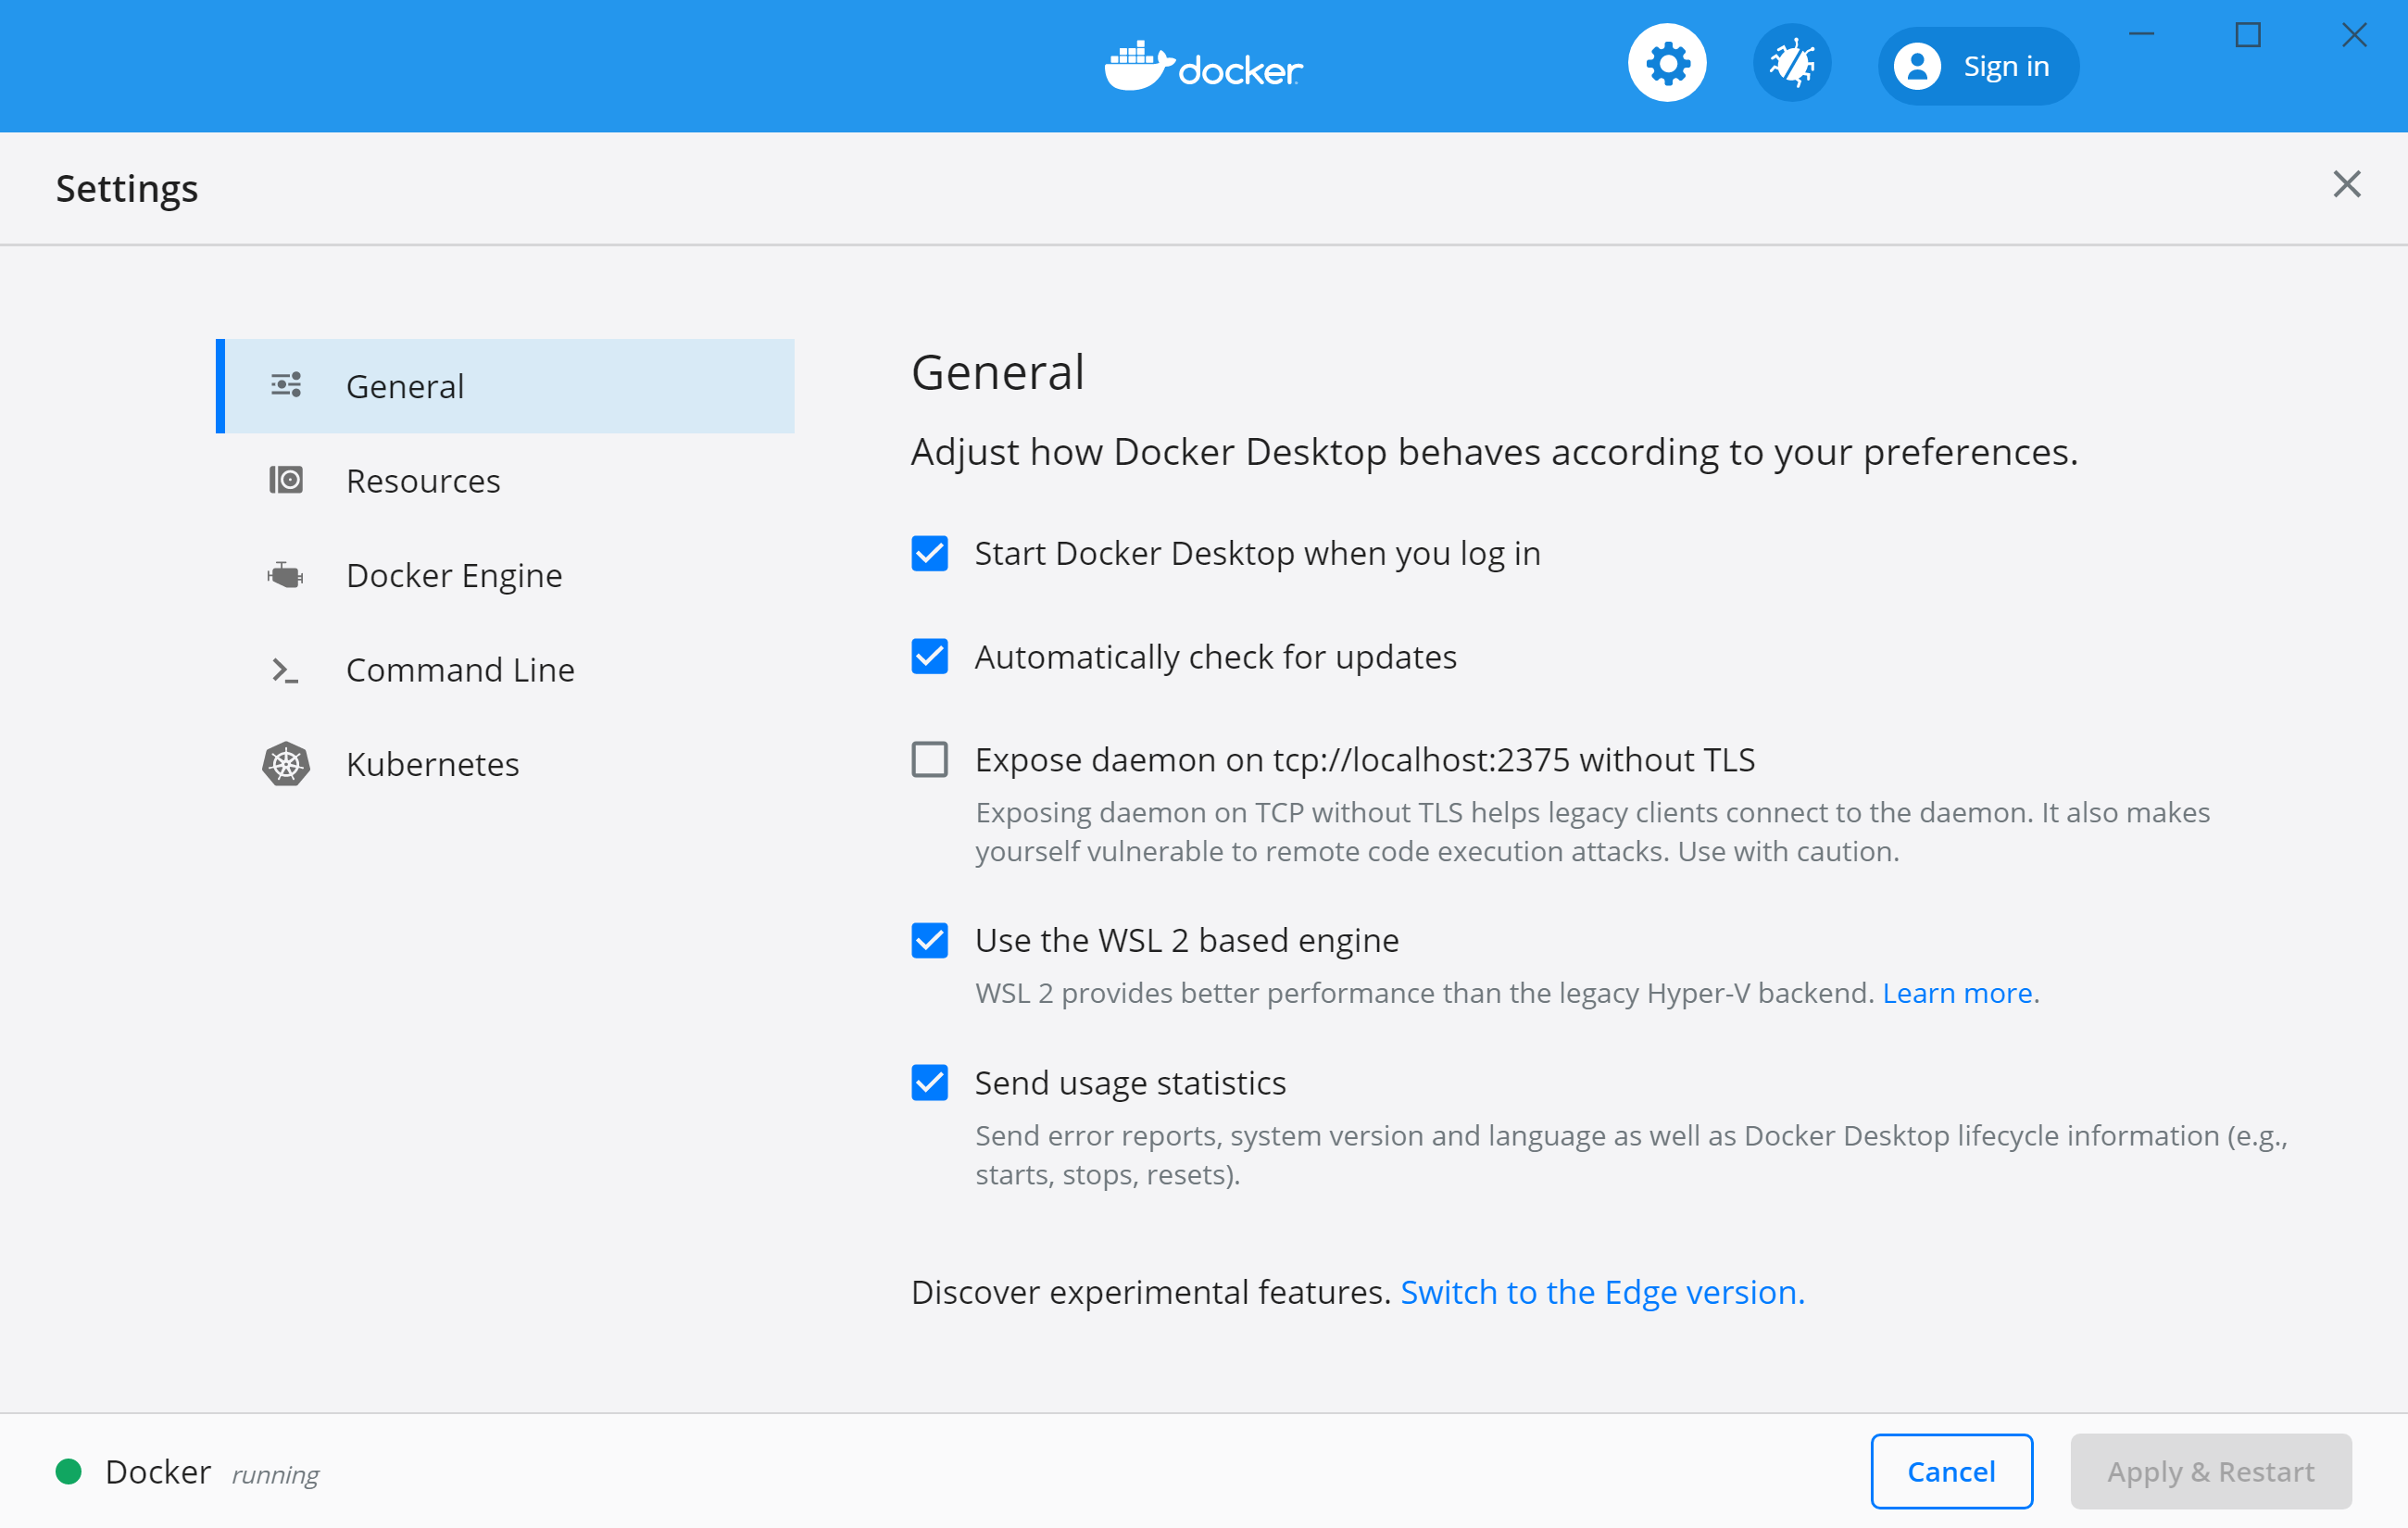 docker
Sign in
Settings
General
Resources
Docker Engine
Command Line
Kubernetes
General
Adjust how Docker Desktop behaves according to your preferences.
Start Docker Desktop when you log in
Automatically check for updates
Expose daemon on tcp://localhost:2375 without TLS
Exposing daemon on TCP without TLS helps legacy clients connect to the daemon. It also makes
yourself vulnerable to remote code execution attacks. Use with caution.
Use the WSL 2 based engine
WSL 2 provides better performance than the legacy Hyper-V backend. Learn more.
Send usage statistics
Send error reports, system version and language as well as Docker Desktop lifecycle information (e.g.,
starts, stops, resets).
Discover experimental features. Switch to the Edge version.
Docker running
Cancel
Apply & Restart